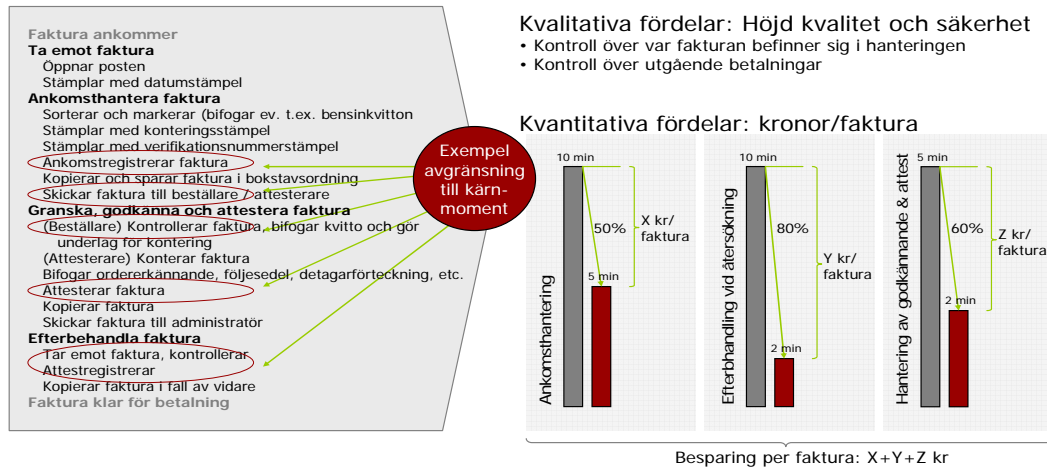 Faktura ankommer
Ta emot faktura
Öppnar posten
Stämplar med datumstämpel
Ankomsthantera faktura
Sorterar och markerar (bifogar ev. t.ex. bensinkvitton
Stämplar med konteringsstämpel
Stämplar med verifikationsnummerstämpel
Ankomstregistrerar faktura
Kopierar och sparar faktura i bokstavsordning
Skickar faktura till beställare / attesterare
Granska, godkänna och attestera faktura
(Beställare) Kontrollerar faktura, bifogar kvitto och gör
underlag för kontering
(Attesterare) Konterar faktura
Bifogar ordererkännande, följesedel, detagarförteckning, etc.
Attesterar faktura
Kopierar faktura
Skickar faktura till administratör
Efterbehandla faktura
Tar emot faktura, kontrollerar
Attestregistrerar
Kopierar faktura i fall av vidare
Faktura klar för betalning
Exempel
avgränsning
till kärn-
moment
Kvalitativa fördelar: Höjd kvalitet och säkerhet
• Kontroll över var fakturan befinner sig i hanteringen
• Kontroll över utgående betalningar
Kvantitativa fördelar: kronor/faktura
Ankomsthantering
10 min
50%
5 min
X kr/
faktura
Efterbhandling vid återsökning
10 min
80%
2 min
Y kr/
faktura
Hantering av godkännande & attest
5 min
60%
2 min
Z kr/
faktura
Besparing per faktura: X+Y+Z kr